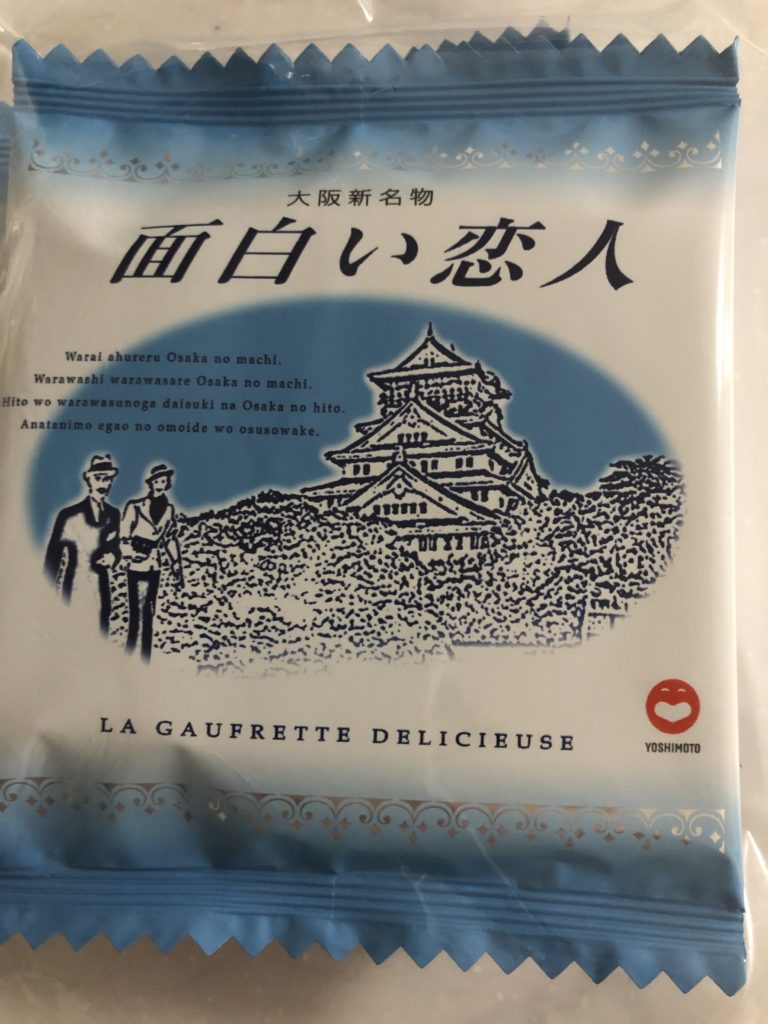 大阪新名物
面白い恋人
Warai ahureru Osaka no machi.
Warawashi warawasare Osaka no machi.
Hito wo warawasunoga daisuki na Osaka no hito.
Anatanimo egao no omoide wo osusowake.
LA GAUFRETTE DELICIEUSE
YOSHIMOTO